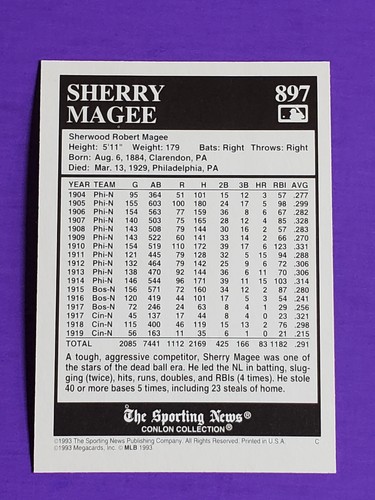 SHERRY
MAGEE
897
Sherwood Robert Magee
Height: 5'11" Weight: 179 Bats: Right Throws: Right
Born: Aug. 6, 1884, Clarendon, PA
Died: Mar. 13, 1929, Philadelphia, PA
YEAR TEAM G AB R H 2B 3B HR RBI AVG
1904 Phi-N 95 364 51 101 15 12 3 57 .277
1905 Phi-N 155 603 100 180 24 17 5 98 .299
1906 Phi-N 154 563 77 159 36 8 6 67 .282
1907 Phi-N 140 503 75 165 28 12 4 85 .328
1908 Phi-N 143 508 79 144 30 16 2 57 .283
1909 Phi-N 143 522 60 141 33 14 2 66 .270
1910 Phi-N 154 519 110 172 39 17 6 123 .331
1911 Phi-N 121 445 79 128 32 5 15 94 .288
1912 Phi-N 132 464 79 142 25 9 6 72 .306
1913 Phi-N 138 470 92 144 36 6 11 70 .306
1914 Phi-N 146 544 96 171 39 11 15 103 .314
1915 Bos-N 156 571 72 160 34 12 2 87 .280
1916 Bos-N 120 419 44 101 17 5 3 54 .241
1917 Bos-N 72 246 24 63 8 4 1 29 .256
1917 Cin-N 45 137 17 44 8 4 0 23 .321
1918 Cin-N 115 400 46 119 15 13 2 76 .298
1919 Cin-N 56 163 11 35 6 1 0 21 .215
TOTAL 2085 7441 1112 2169 425 166 83 1182 .291
A tough, aggressive competitor, Sherry Magee was one of
the stars of the dead ball era. He led the NL in batting, slug-
ging (twice), hits, runs, doubles, and RBIs (4 times). He stole
40 or more bases 5 times, including 23 steals of home.
The Sporting News®
CONLON COLLECTION®
©1993 The Sporting News Publishing Company. All Rights Reserved. Printed in U.S.A. C
©1993 Megacards, Inc. © MLB 1993